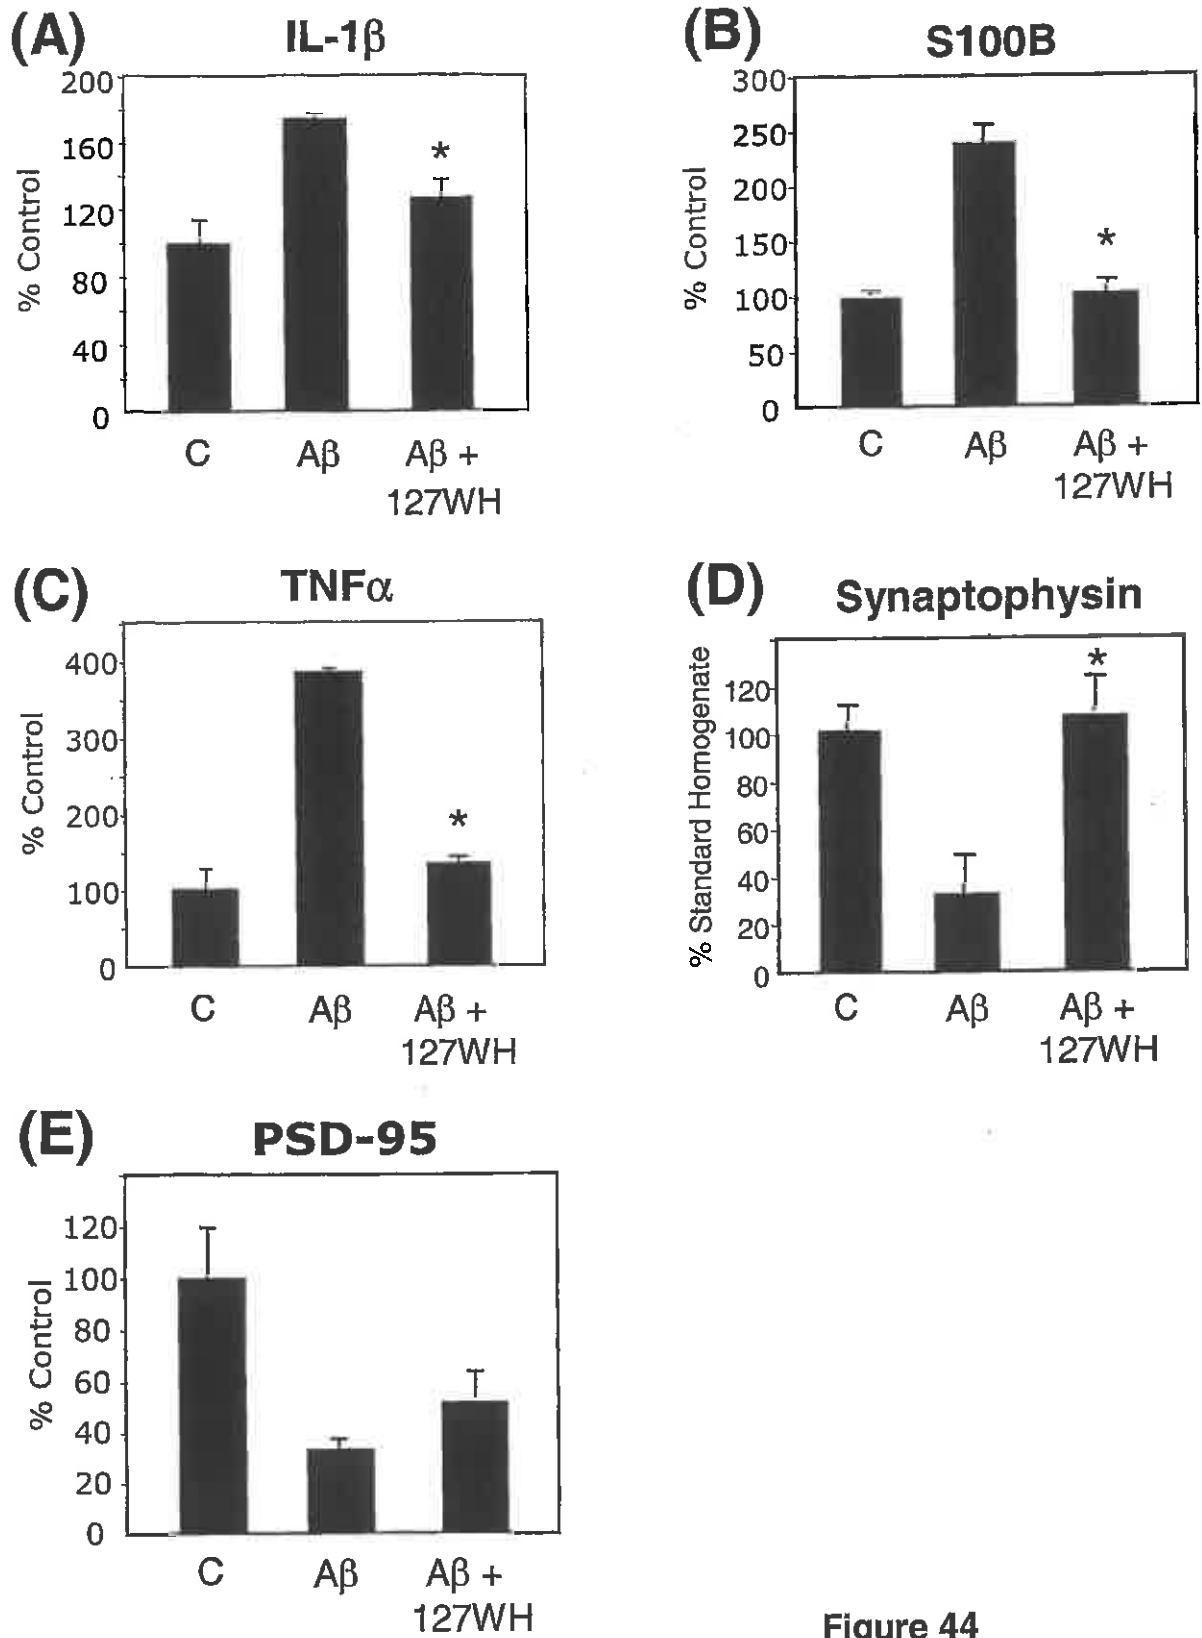 (A)
IL-1β
200
160
120
80
40
0
% Control
*
C
Aβ
Aβ +
127WH
(B)
S100B
300
250
200
150
100
50
0
% Control
*
C
Aβ
Aβ +
127WH
(C)
TNFα
400
300
200
100
0
% Control
*
C
Aβ
Aβ +
127WH
(D)
Synaptophysin
120
100
80
60
40
20
0
% Standard Homogenate
*
C
Aβ
Aβ +
127WH
(E)
PSD-95
120
100
80
60
40
20
0
% Control
C
Aβ
Aβ +
127WH
Figure 44